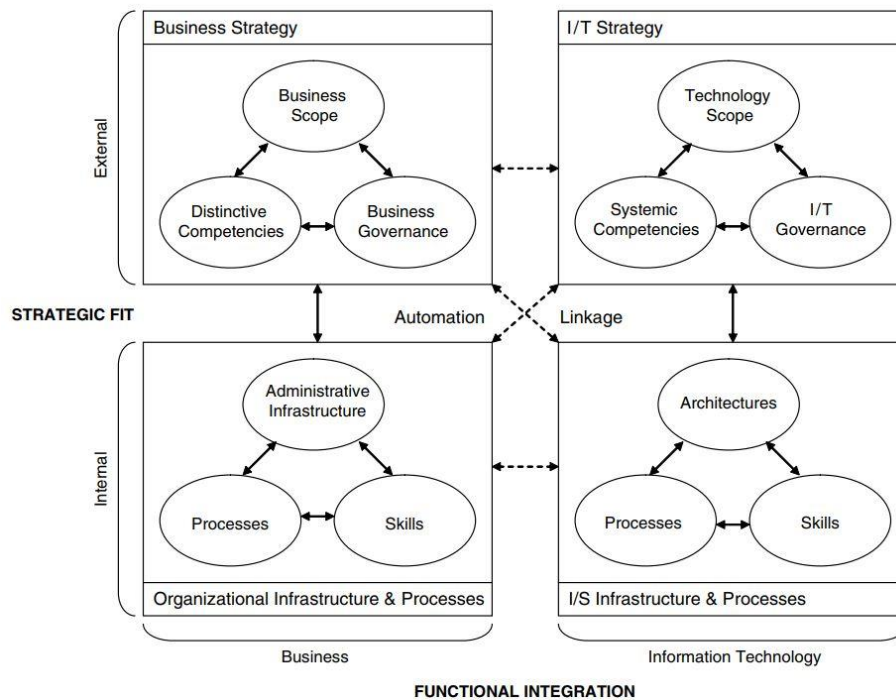 Business Strategy
I/T Strategy
External
Business
Scope
Distinctive
Competencies
Business
Governance
Technology
Scope
Systemic
Competencies
I/T
Governance
STRATEGIC FIT
Automation
Linkage
Internal
Administrative
Infrastructure
Processes
Skills
Architectures
Processes
Skills
Organizational Infrastructure & Processes
I/S Infrastructure & Processes
Business
Information Technology
FUNCTIONAL INTEGRATION